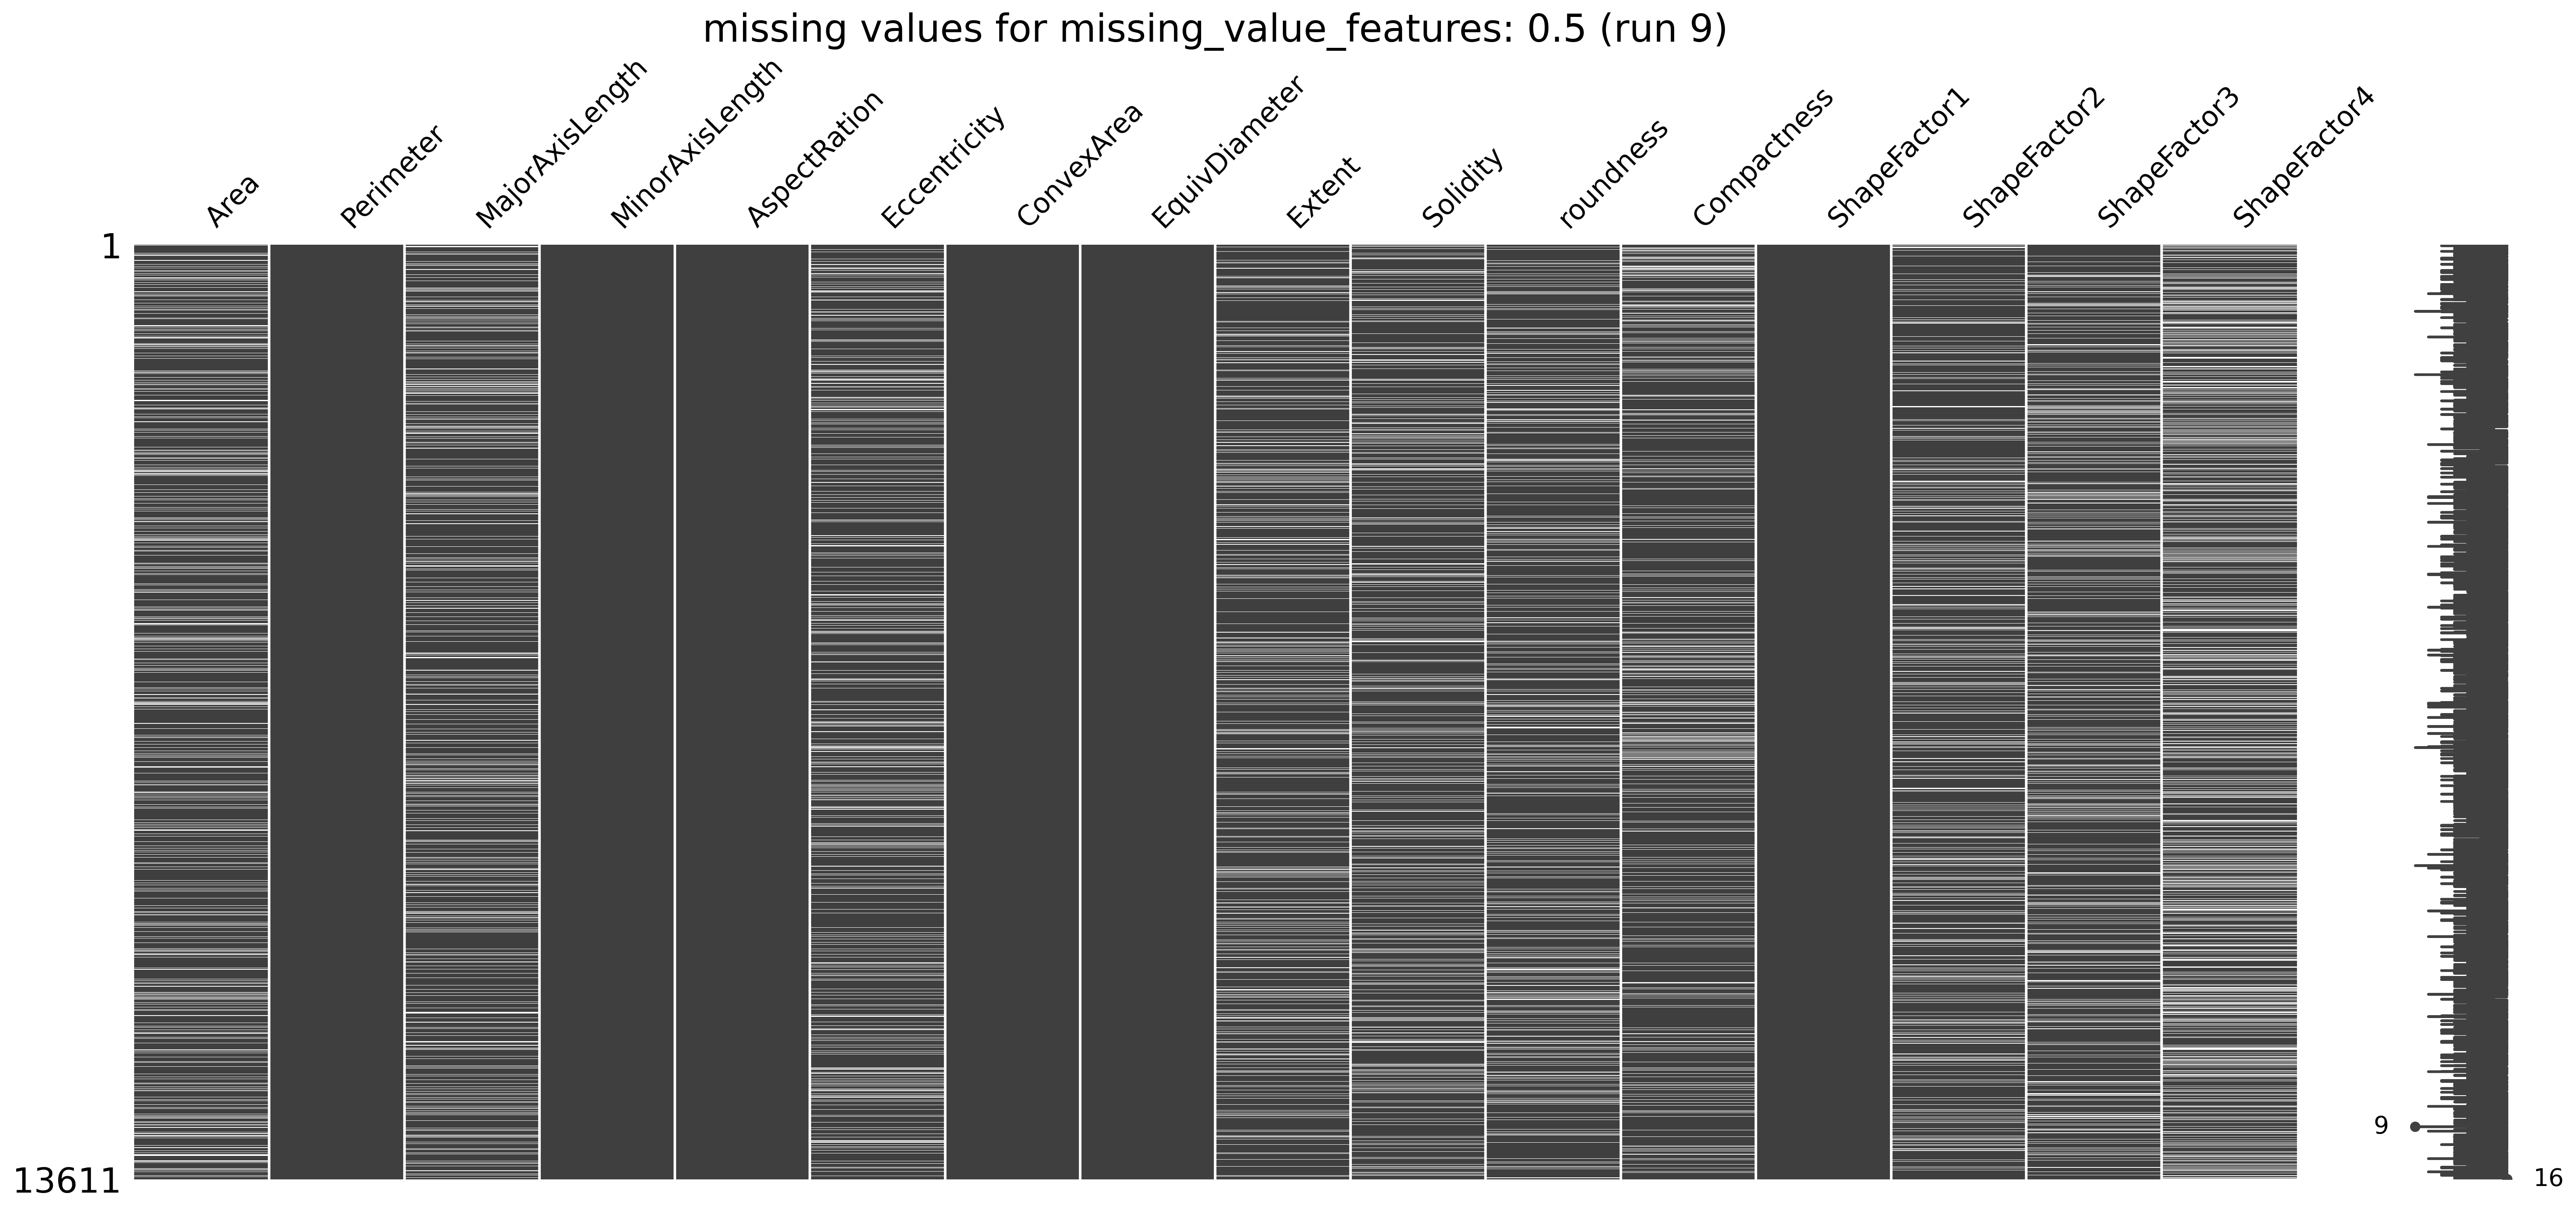 missing values for missing_value_features: 0.5 (run 9)
Area
Perimeter
MajorAxisLength
MinorAxisLength
AspectRation
Eccentricity
ConvexArea
EquivDiameter
Extent
Solidity
roundness
Compactness
ShapeFactor1
ShapeFactor2
ShapeFactor3
ShapeFactor4
1
9
13611
16